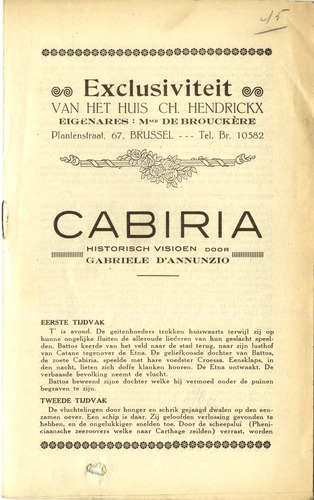 15
Exclusiviteit
VAN HET HUIS CH. HENDRICKX
EIGENARES : Mme DE BROUCKÈRE
Plantenstraat, 67, BRUSSEL --- Tel. Br. 10582
CABIRIA
HISTORISCH VISIOEN DOOR
GABRIELE D'ANNUNZIO
EERSTE TIJDVAK
T' is avond. De geitenhoeders trokken huiswaarts terwijl zij op
hunne ongelijke fluiten de alleroude liederen van hun geslacht speel-
den. Battos keerde van het veld naar de stad terug, naar zijn lusthof
van Catane tegenover de Etna. De geliefkoosde dochter van Battos,
de zoete Cabiria, speelde met hare voedster Croessa. Eensklaps, in
den nacht, lieten zich doffe klanken hooren. De Etna ontwaakt. De
verbaasde bevolking neemt de vlucht.
Battos beweend zijne dochter welke hij vermoed onder de puinen
begraven te zijn.
TWEEDE TIJDVAK
De vluchtelingen door honger en schrik gejaagd dwalen op den een-
zamen oever. Een schip is daar. Zij geloofden verlossing gevonden te
hebben, en de ongelukkigen snelden toe. Door de scheepslui (Pheni-
ciaansche zeeroovers welke naar Carthage zeilden) verrast, worden